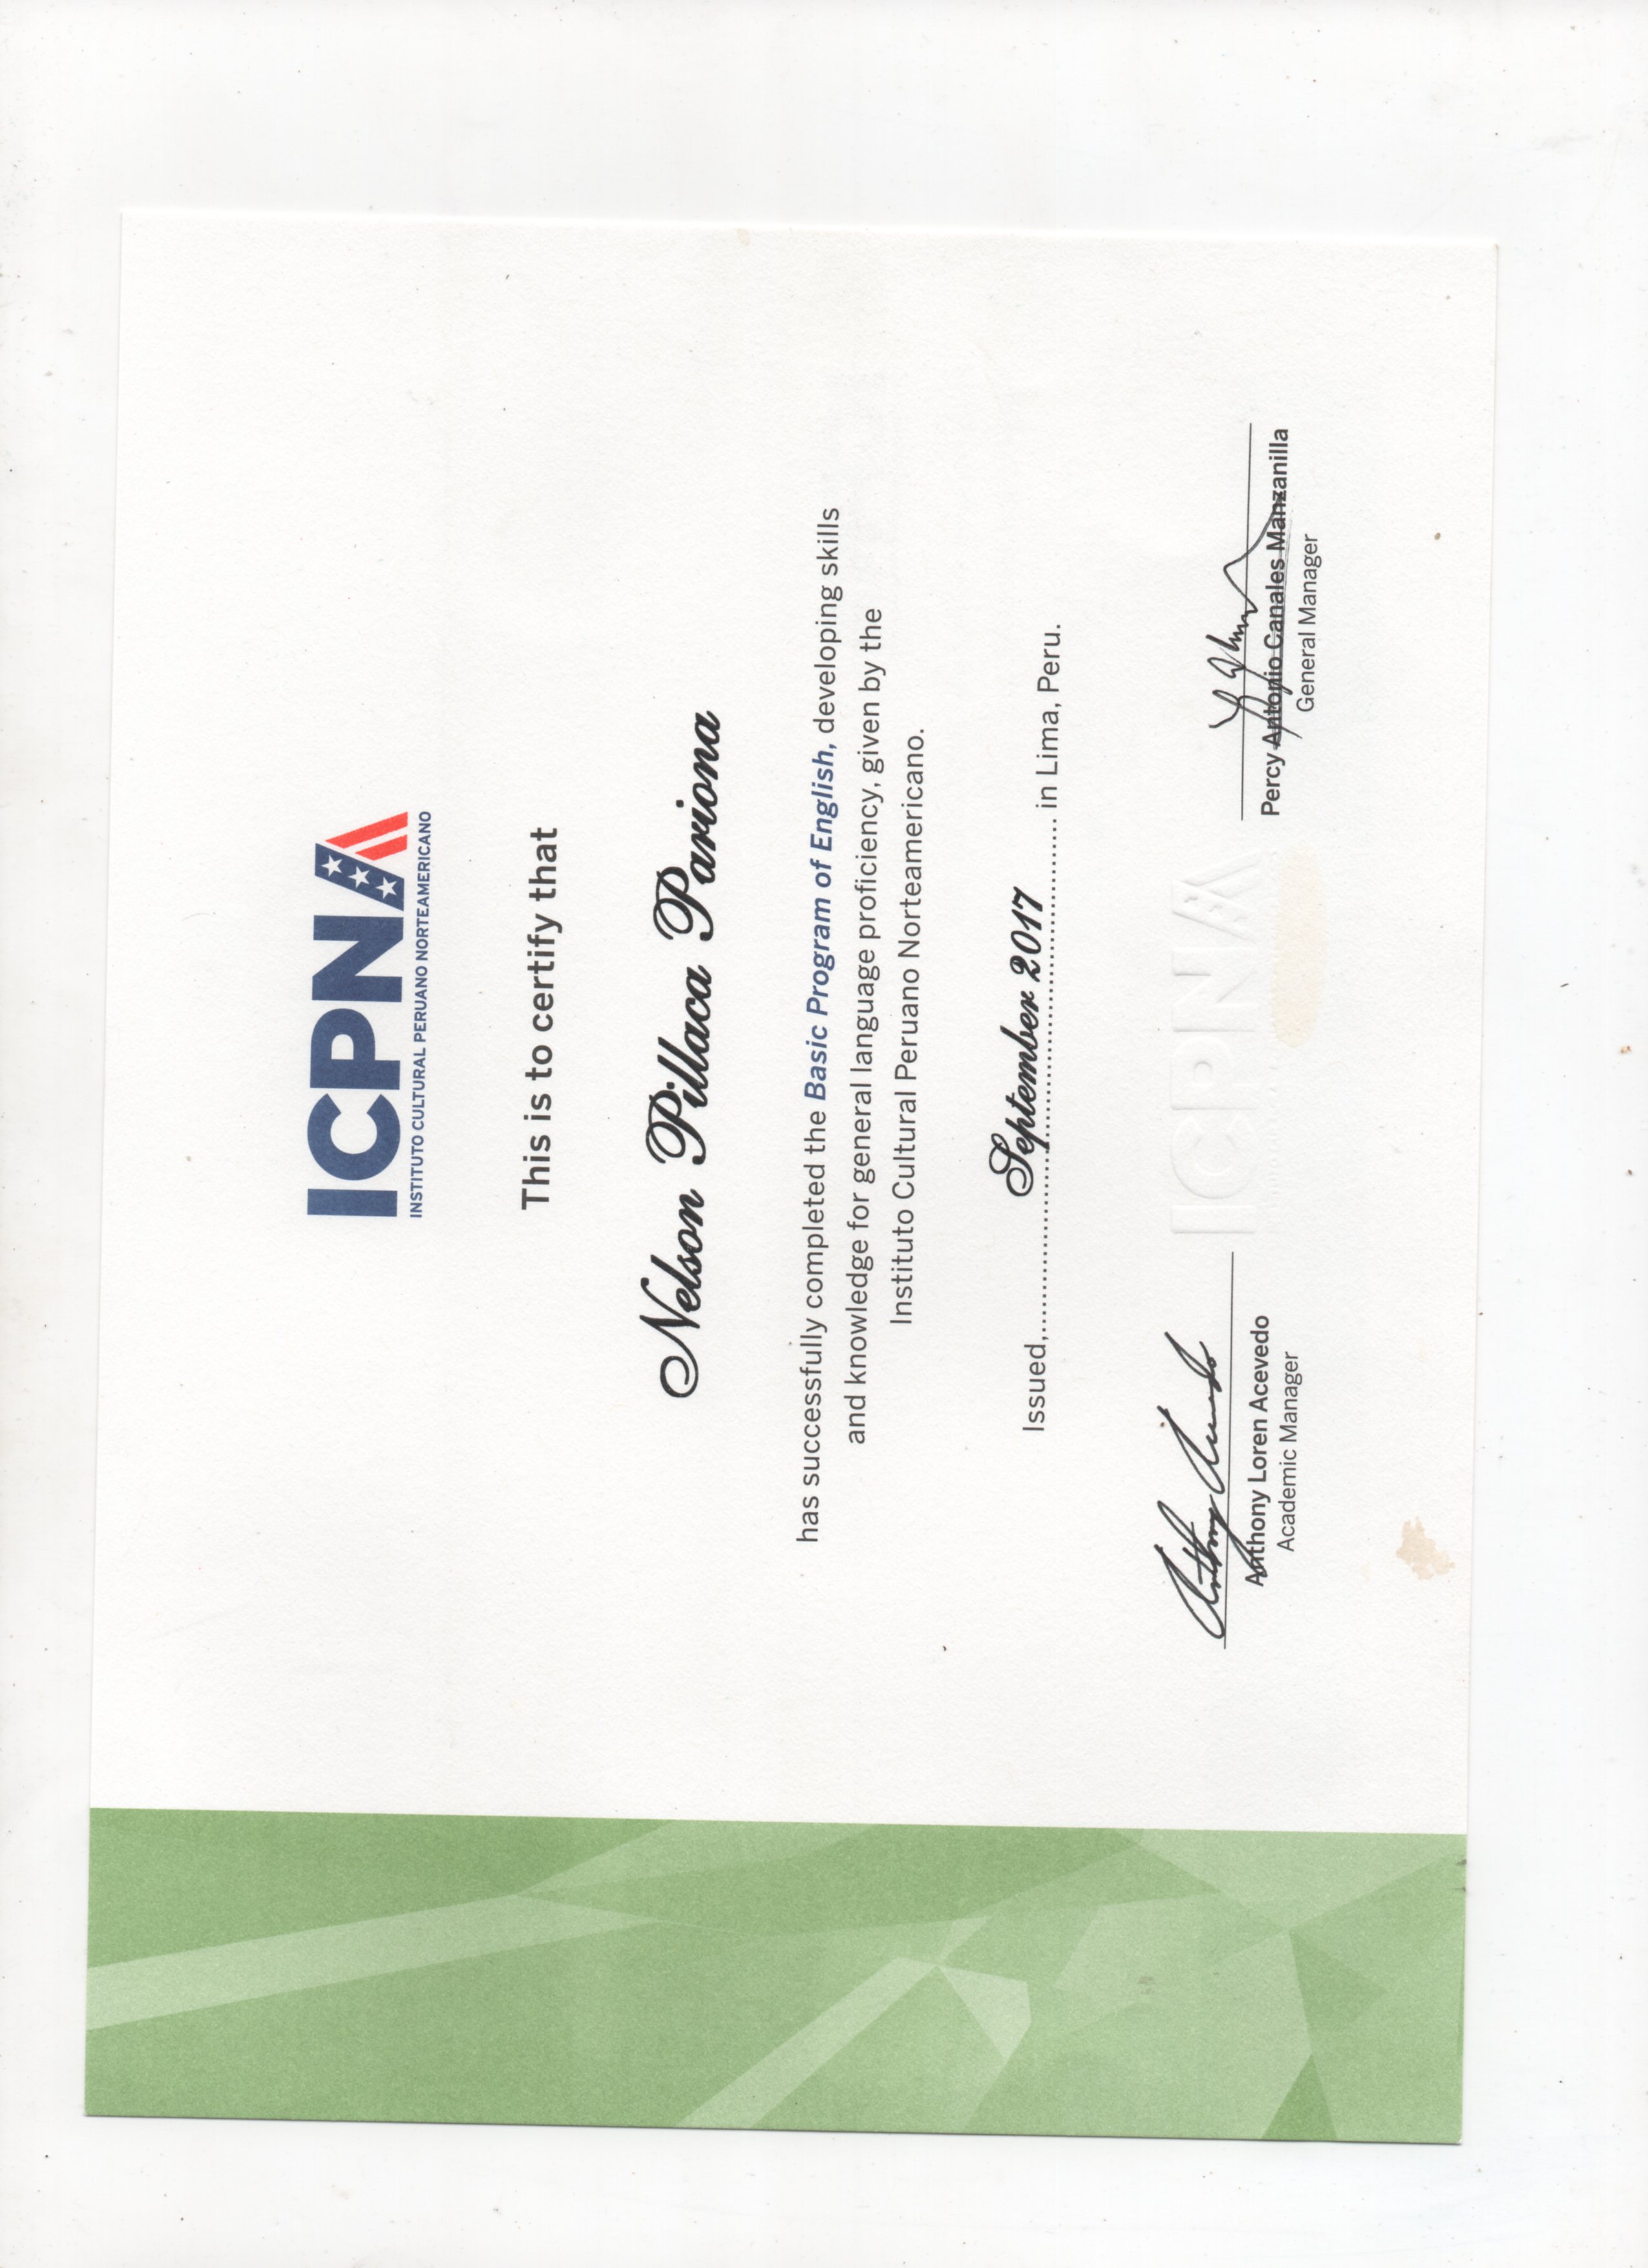 ICPNA
INSTITUTO CULTURAL PERUANO NORTEAMERICANO
This is to certify that
Nelson Pillaca Pariona
has successfully completed the Basic Program of English, developing skills
and knowledge for general language proficiency, given by the
Instituto Cultural Peruano Norteamericano.
Issued,.......September 2017....... in Lima, Peru.
Anthony Acevedo
ICPNA
Anthony Loren Acevedo
Academic Manager
Percy Antonio Canales Manzanilla
General Manager